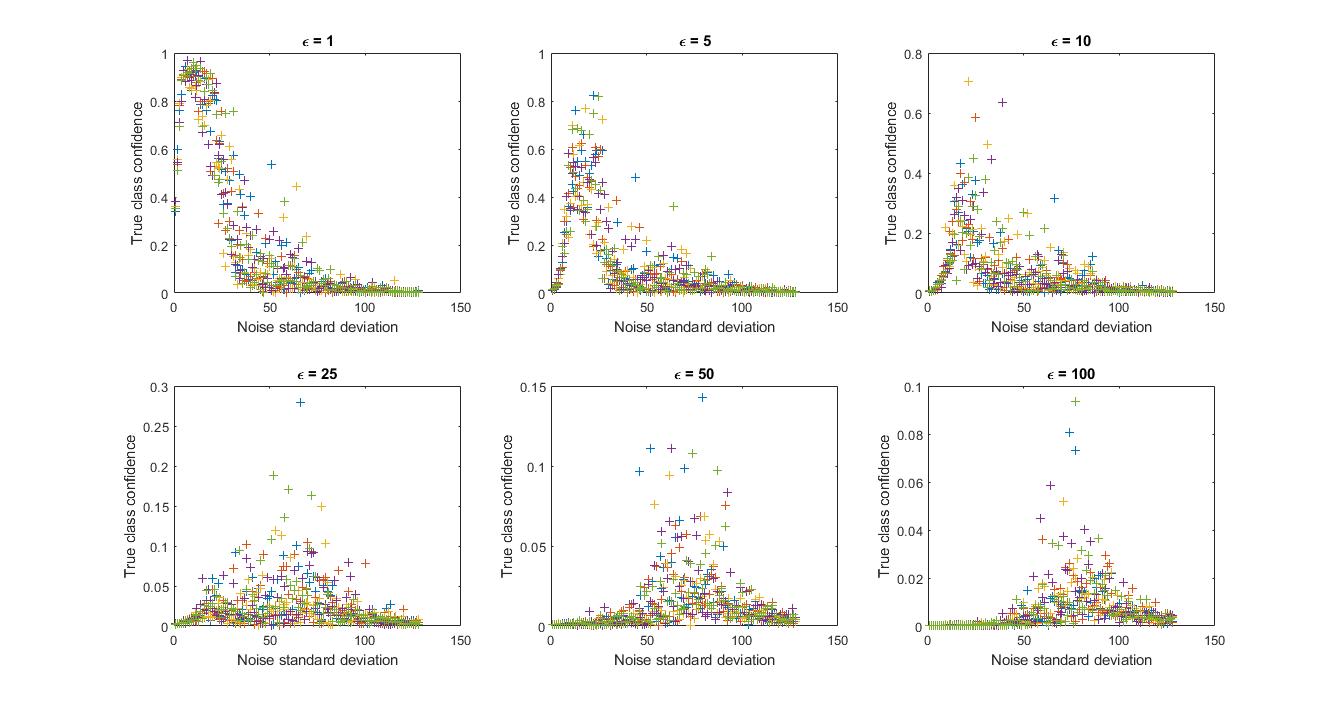 ϵ = 1
ϵ = 5
ϵ = 10
1
0.8
0.6
0.4
0.2
0
1
0.8
0.6
0.4
0.2
0
0.8
0.6
0.4
0.2
0
True class confidence
True class confidence
True class confidence
0 50 100 150
0 50 100 150
0 50 100 150
Noise standard deviation
Noise standard deviation
Noise standard deviation
ϵ = 25
ϵ = 50
ϵ = 100
0.3
0.25
0.2
0.15
0.1
0.05
0
0.15
0.1
0.05
0
0.1
0.08
0.06
0.04
0.02
0
True class confidence
True class confidence
True class confidence
0 50 100 150
0 50 100 150
0 50 100 150
Noise standard deviation
Noise standard deviation
Noise standard deviation